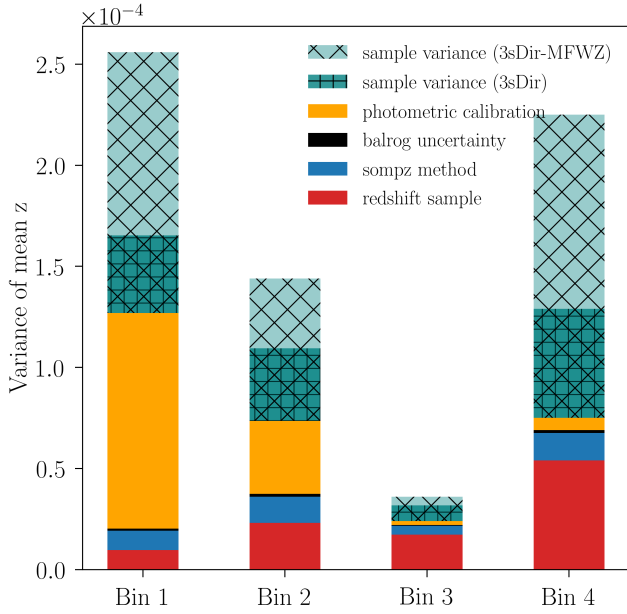 ×10⁻⁴
2.5
2.0
1.5
1.0
0.5
0.0
Variance of mean z
sample variance (3sDir-MFWZ)
sample variance (3sDir)
photometric calibration
balrog uncertainty
sompz method
redshift sample
Bin 1
Bin 2
Bin 3
Bin 4